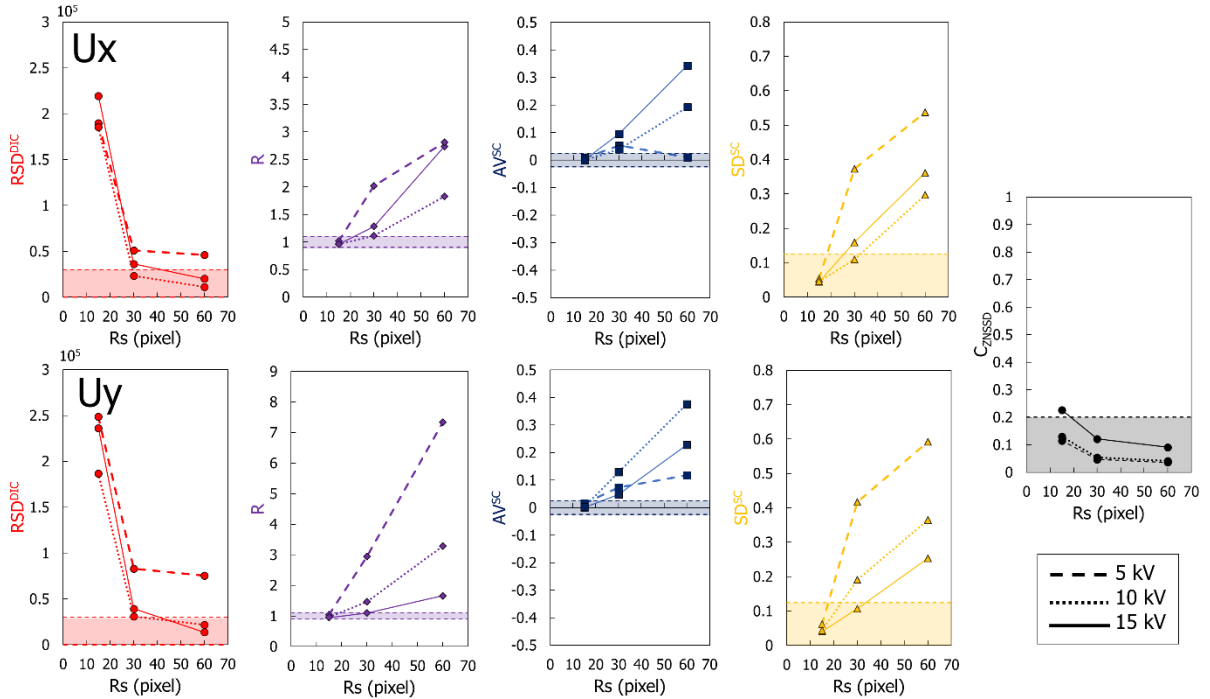 10⁵
3
2.5
2
1.5
1
0.5
0
Ux
RSD^DIC
0 10 20 30 40 50 60 70
Rs (pixel)
5
4.5
4
3.5
3
2.5
2
1.5
1
0.5
0
R
0 10 20 30 40 50 60 70
Rs (pixel)
0.5
0.4
0.3
0.2
0.1
0
-0.1
-0.2
-0.3
-0.4
-0.5
AV^SC
0 10 20 30 40 50 60 70
Rs (pixel)
0.8
0.7
0.6
0.5
0.4
0.3
0.2
0.1
0
SD^SC
0 10 20 30 40 50 60 70
Rs (pixel)
10⁵
3
2.5
2
1.5
1
0.5
0
Uy
RSD^DIC
0 10 20 30 40 50 60 70
Rs (pixel)
9
8
7
6
5
4
3
2
1
0
R
0 10 20 30 40 50 60 70
Rs (pixel)
0.5
0.4
0.3
0.2
0.1
0
-0.1
-0.2
-0.3
-0.4
-0.5
AV^SC
0 10 20 30 40 50 60 70
Rs (pixel)
0.8
0.7
0.6
0.5
0.4
0.3
0.2
0.1
0
SD^SC
0 10 20 30 40 50 60 70
Rs (pixel)
1
0.9
0.8
0.7
0.6
0.5
0.4
0.3
0.2
0.1
0
C_ZNSSD
0 10 20 30 40 50 60 70
Rs (pixel)
5 kV
10 kV
15 kV